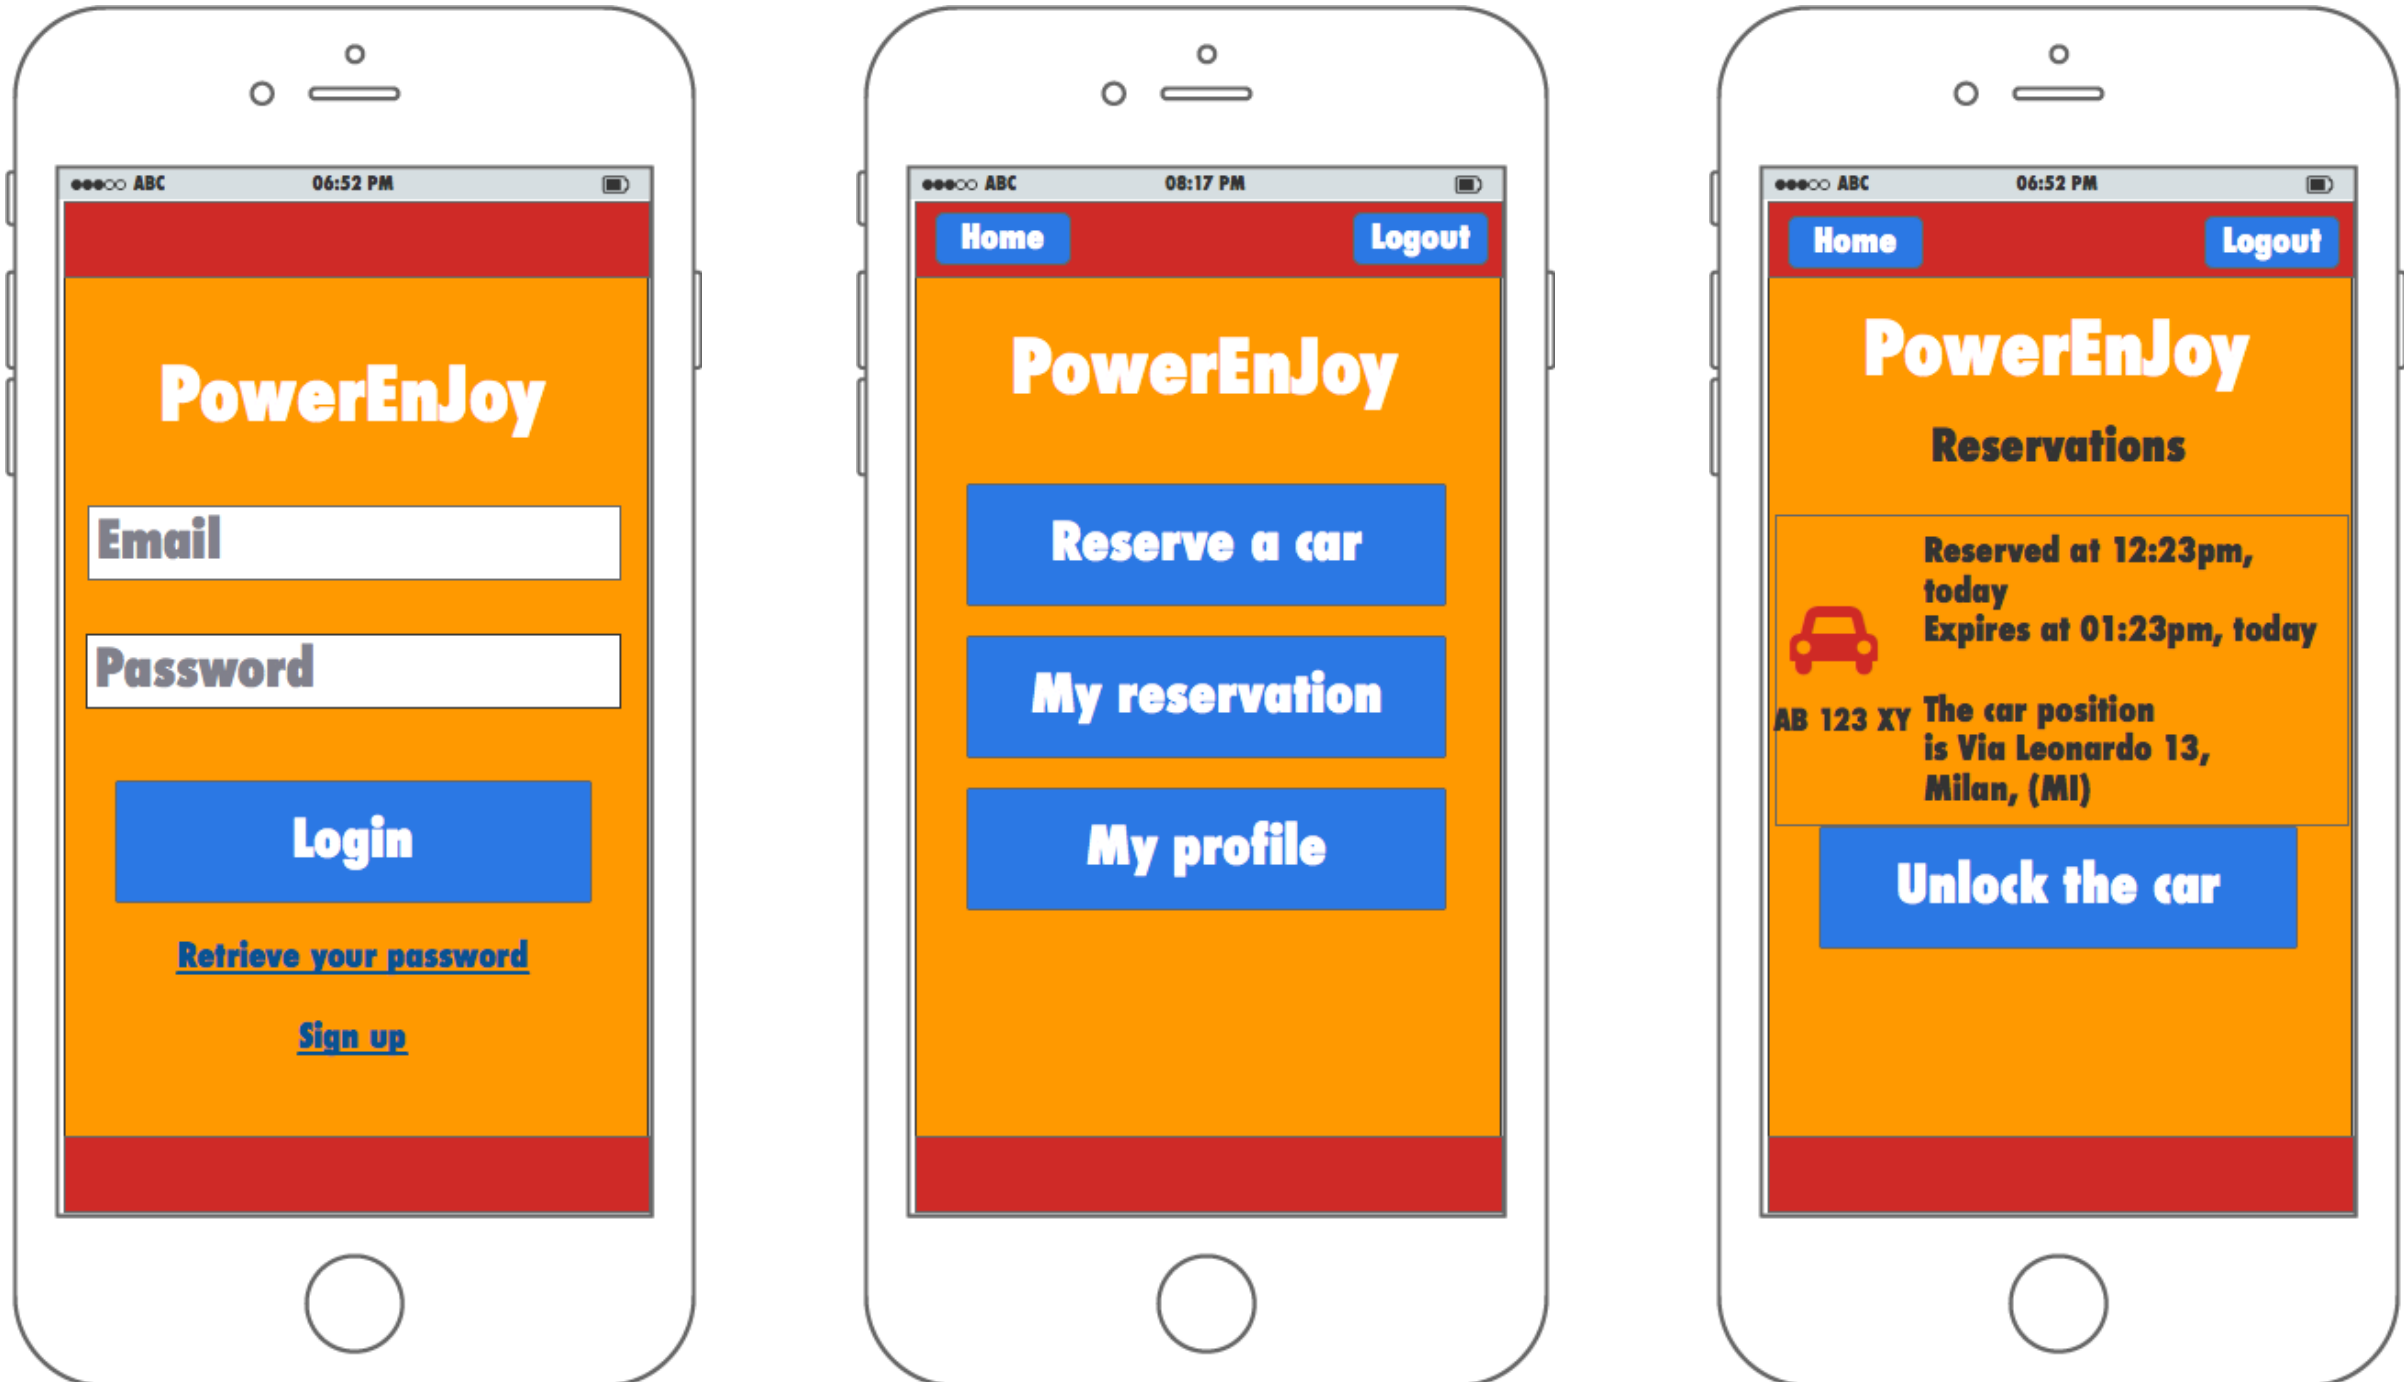 ABC 06:52 PM
PowerEnJoy
Email
Password
Login
Retrieve your password
Sign up
ABC 08:17 PM
Home Logout
PowerEnJoy
Reserve a car
My reservation
My profile
ABC 06:52 PM
Home Logout
PowerEnJoy
Reservations
Reserved at 12:23pm,
today
Expires at 01:23pm, today
AB 123 XY
The car position
is Via Leonardo 13,
Milan, (MI)
Unlock the car